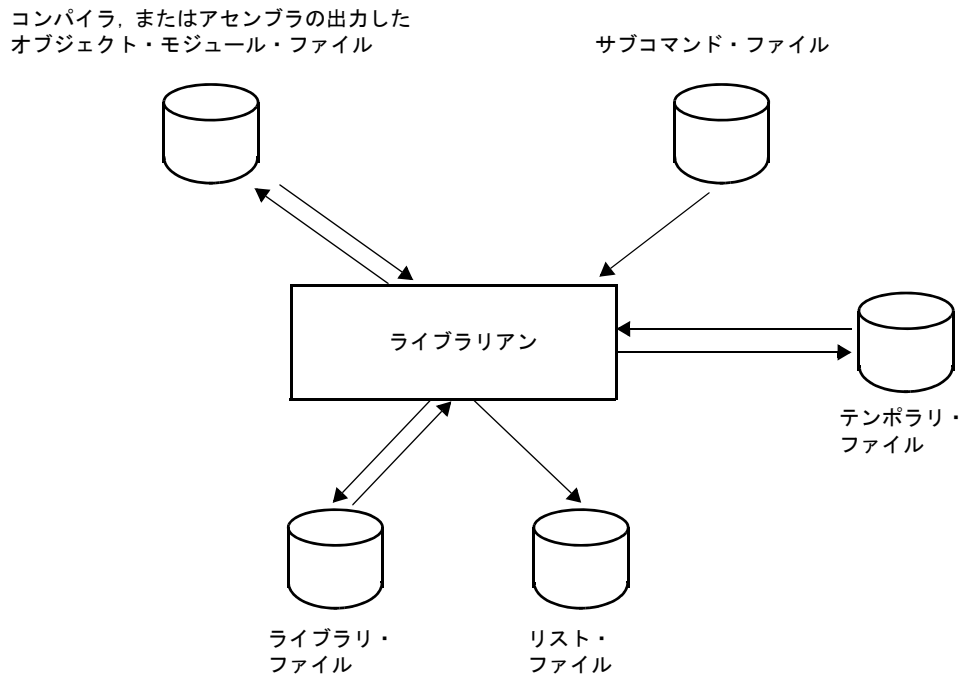 コンパイラ，またはアセンブラの出力した
オブジェクト・モジュール・ファイル
サブコマンド・ファイル
ライブラリアン
テンポラリ・
ファイル
ライブラリ・
ファイル
リスト・
ファイル